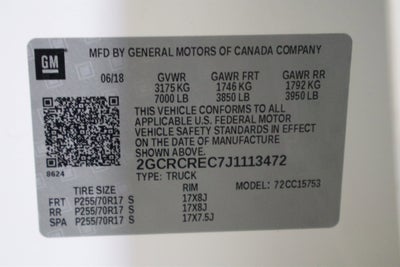 MFD BY GENERAL MOTORS OF CANADA COMPANY
GM
06/18 GVWR GAWR FRT GAWR RR
3175 KG 1746 KG 1792 KG
7000 LB 3850 LB 3950 LB
THIS VEHICLE CONFORMS TO ALL
APPLICABLE U.S. FEDERAL MOTOR
VEHICLE SAFETY STANDARDS IN EFFECT
ON THE DATE OF MANUFACTURE
SHOWN ABOVE.
2GCRCREC7J1113472
8624
TYPE: TRUCK
TIRE SIZE RIM MODEL: 72CC15753
FRT P255/70R17 S 17X8J
RR P255/70R17 S 17X8J
SPA P255/70R17 S 17X7.5J